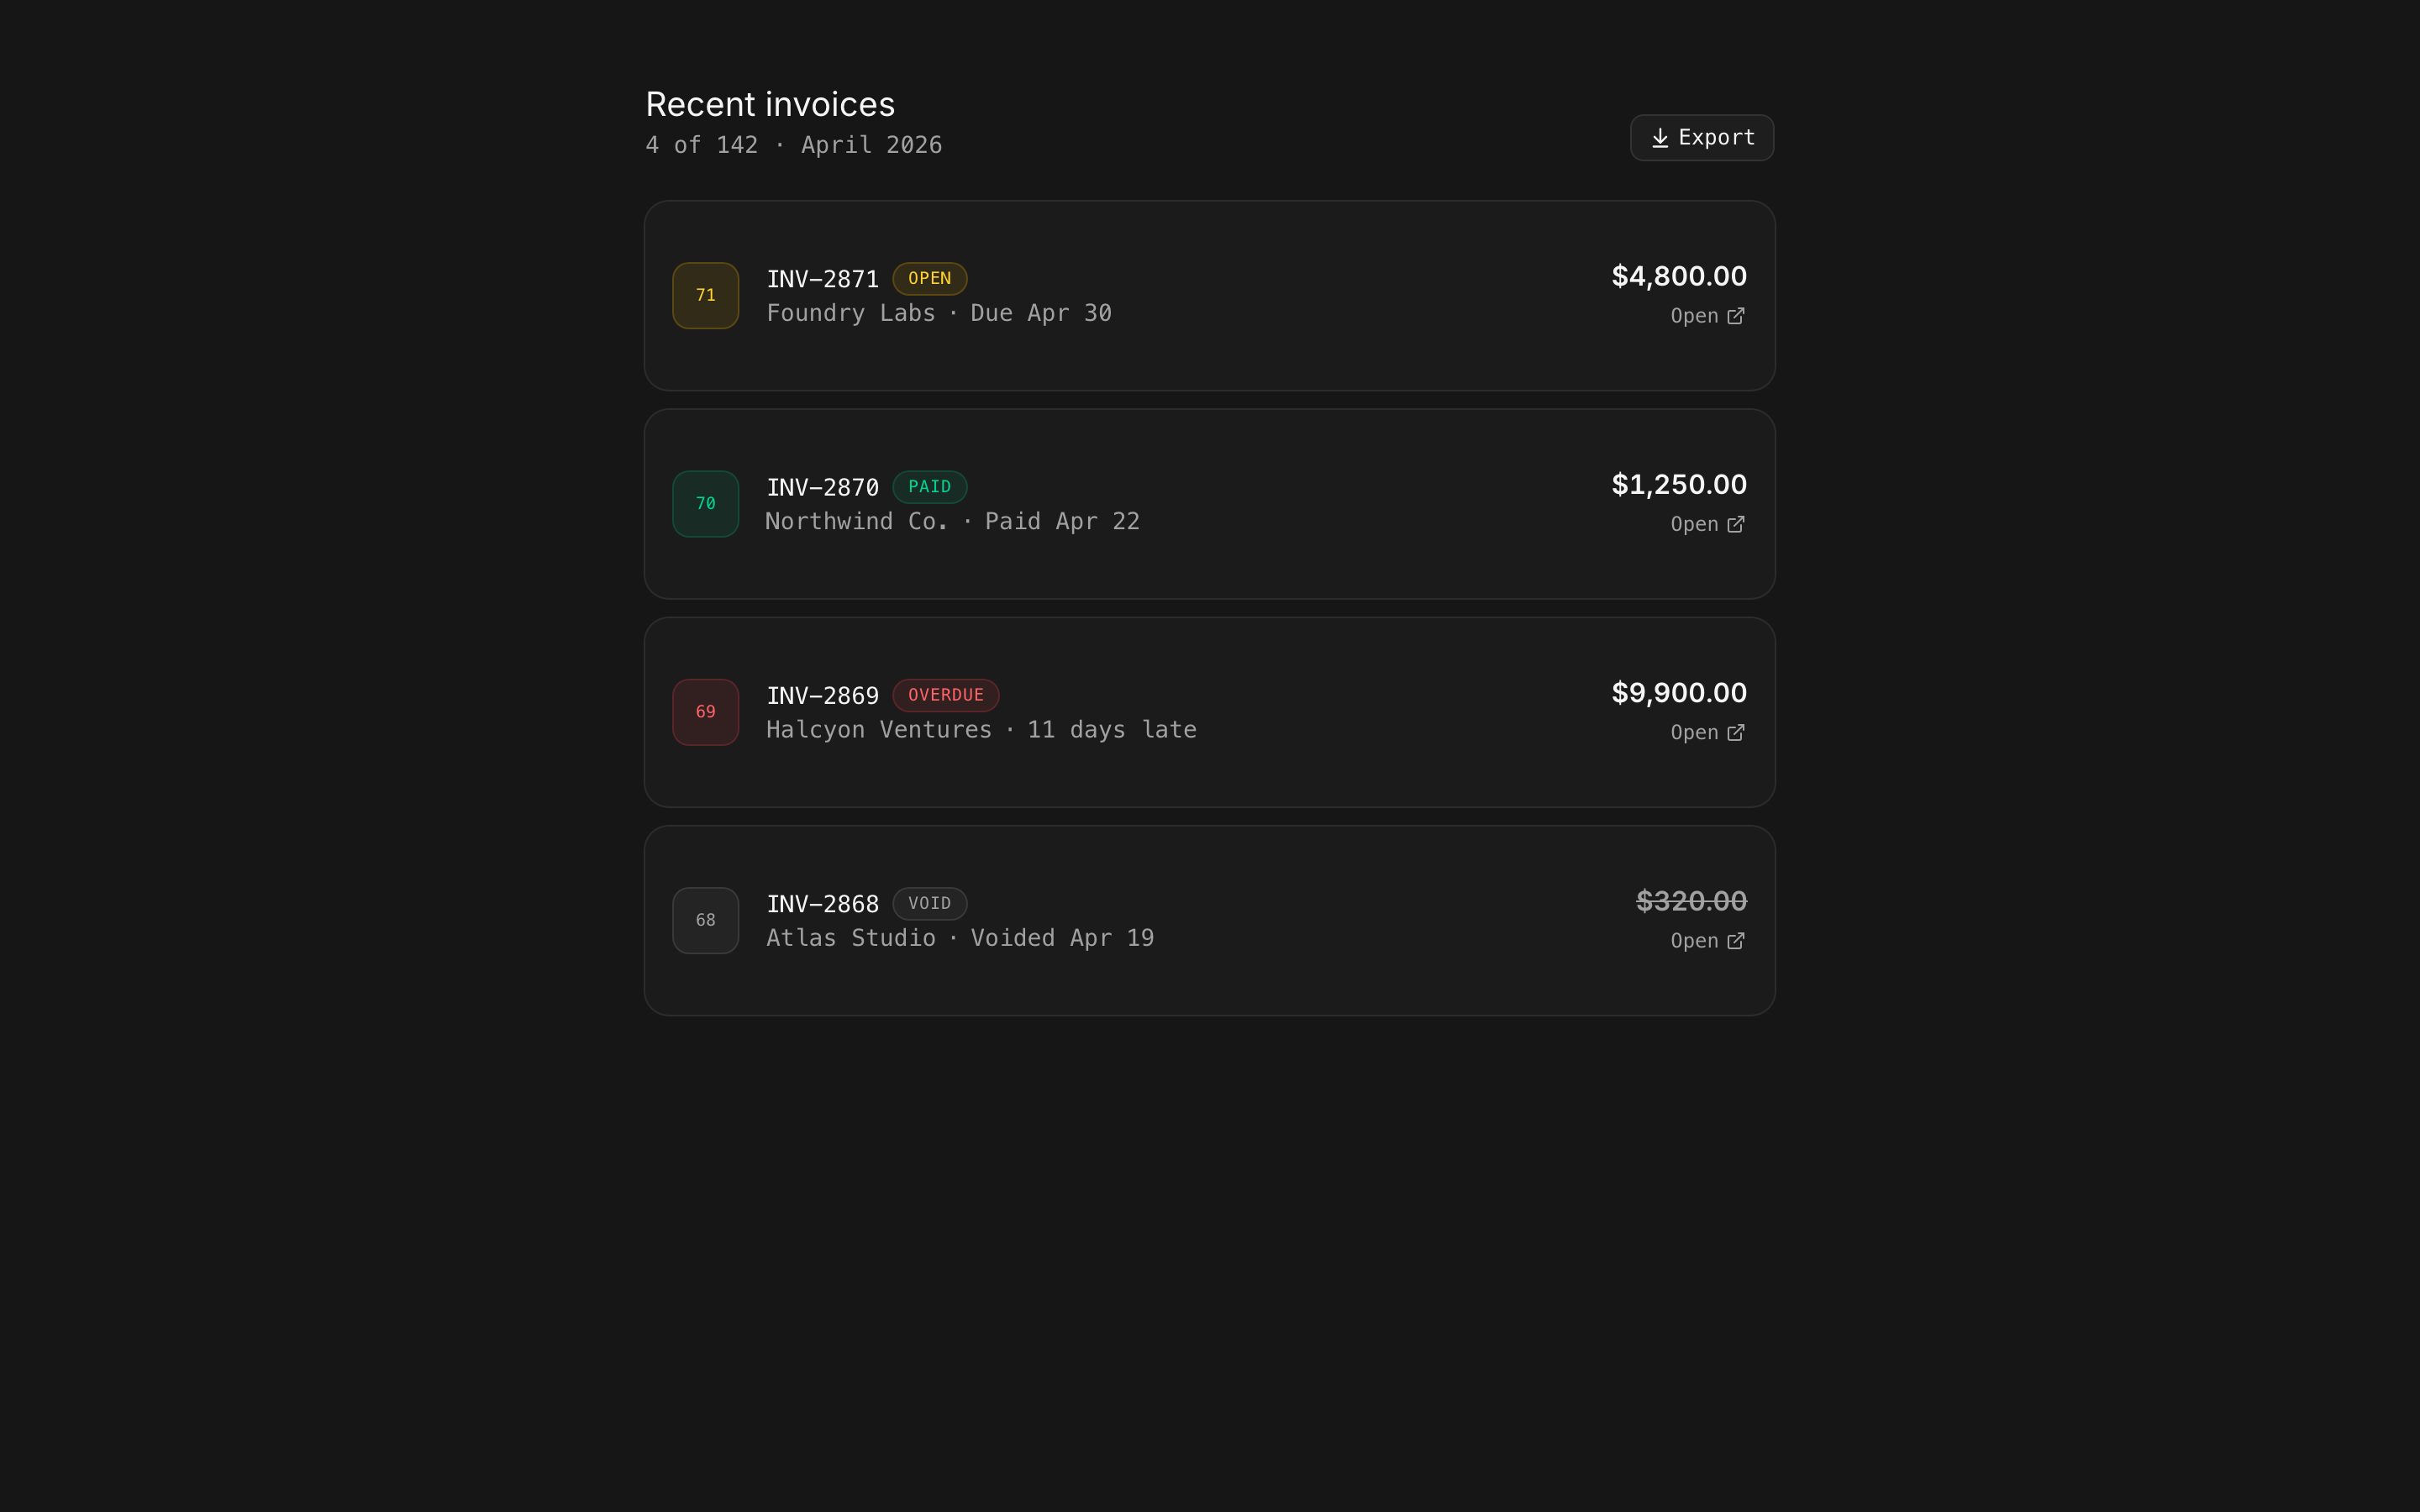 Recent invoices
4 of 142 · April 2026
Export
71
INV–2871 OPEN
Foundry Labs · Due Apr 30
$4,800.00
Open
70
INV–2870 PAID
Northwind Co. · Paid Apr 22
$1,250.00
Open
69
INV–2869 OVERDUE
Halcyon Ventures · 11 days late
$9,900.00
Open
68
INV–2868 VOID
Atlas Studio · Voided Apr 19
$320.00
Open